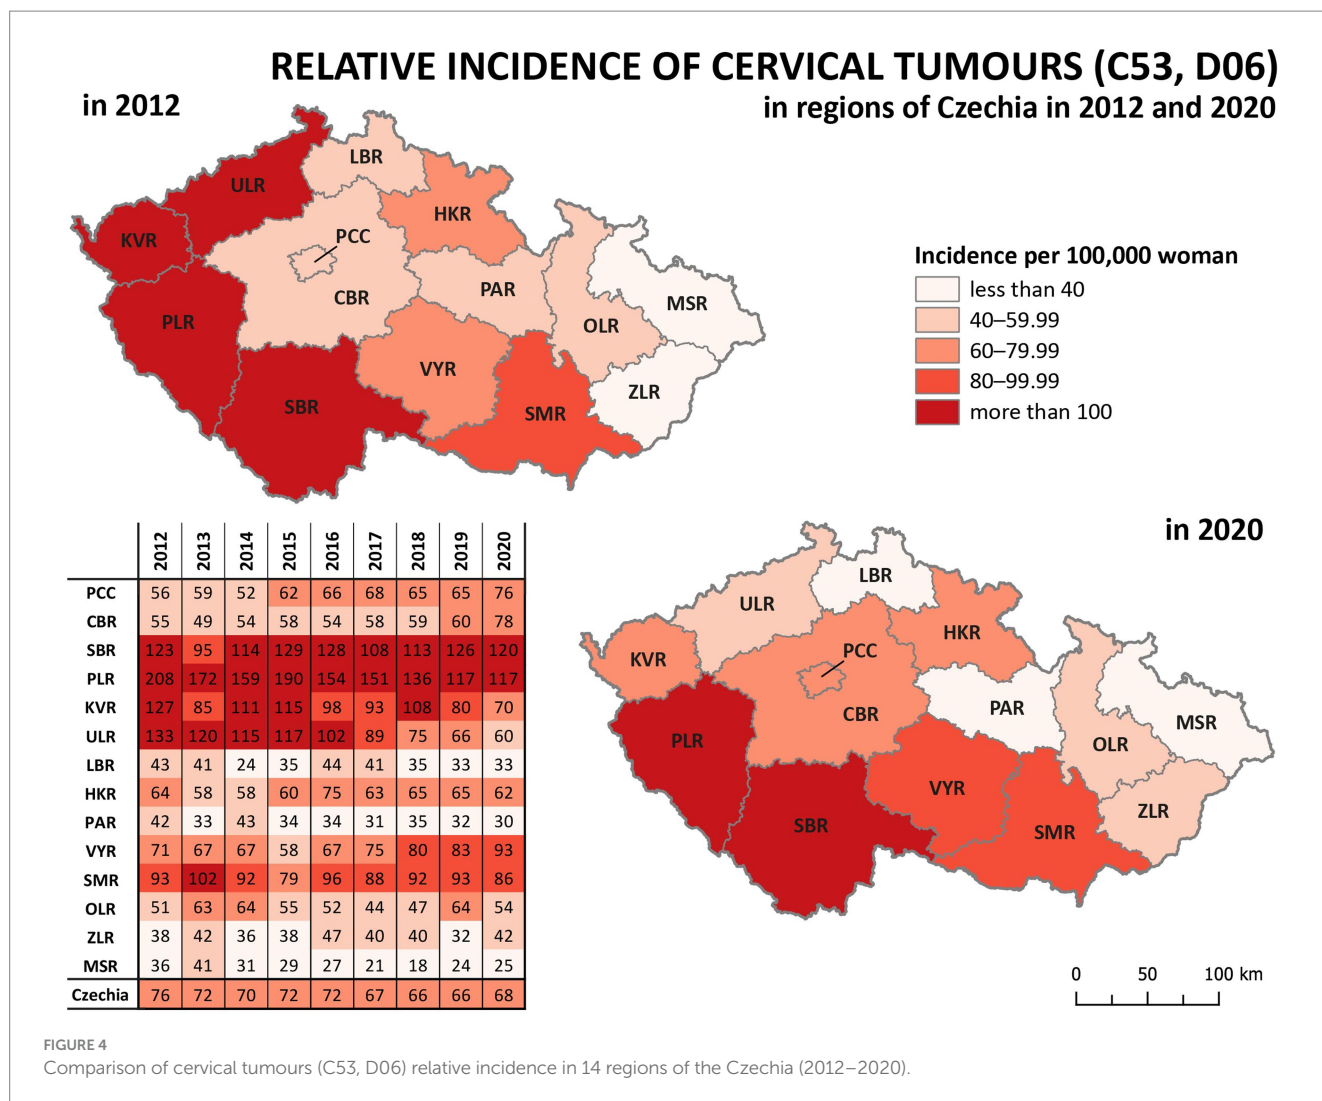 RELATIVE INCIDENCE OF CERVICAL TUMOURS (C53, D06)
in regions of Czechia in 2012 and 2020
in 2012
LBR
ULR
HKR
KVR
PCC
CBR
PAR
MSR
PLR
OLR
VYR
ZLR
SBR
SMR
Incidence per 100,000 woman
less than 40
40–59.99
60–79.99
80–99.99
more than 100
2012 2013 2014 2015 2016 2017 2018 2019 2020
PCC 56 59 52 62 66 68 65 65 76
CBR 55 49 54 58 54 58 59 60 78
SBR 123 95 114 129 128 108 113 126 120
PLR 208 172 159 190 154 151 136 117 117
KVR 127 85 111 115 98 93 108 80 70
ULR 133 120 115 117 102 89 75 66 60
LBR 43 41 24 35 44 41 35 33 33
HKR 64 58 58 60 75 63 65 65 62
PAR 42 33 43 34 34 31 35 32 30
VYR 71 67 67 58 67 75 80 83 93
SMR 93 102 92 79 96 88 92 93 86
OLR 51 63 64 55 52 44 47 64 54
ZLR 38 42 36 38 47 40 40 32 42
MSR 36 41 31 29 27 21 18 24 25
Czechia 76 72 70 72 72 67 66 66 68
in 2020
LBR
ULR
HKR
KVR
PCC
PAR
CBR
MSR
PLR
OLR
VYR
ZLR
SBR
SMR
0 50 100 km
FIGURE 4
Comparison of cervical tumours (C53, D06) relative incidence in 14 regions of the Czechia (2012–2020).